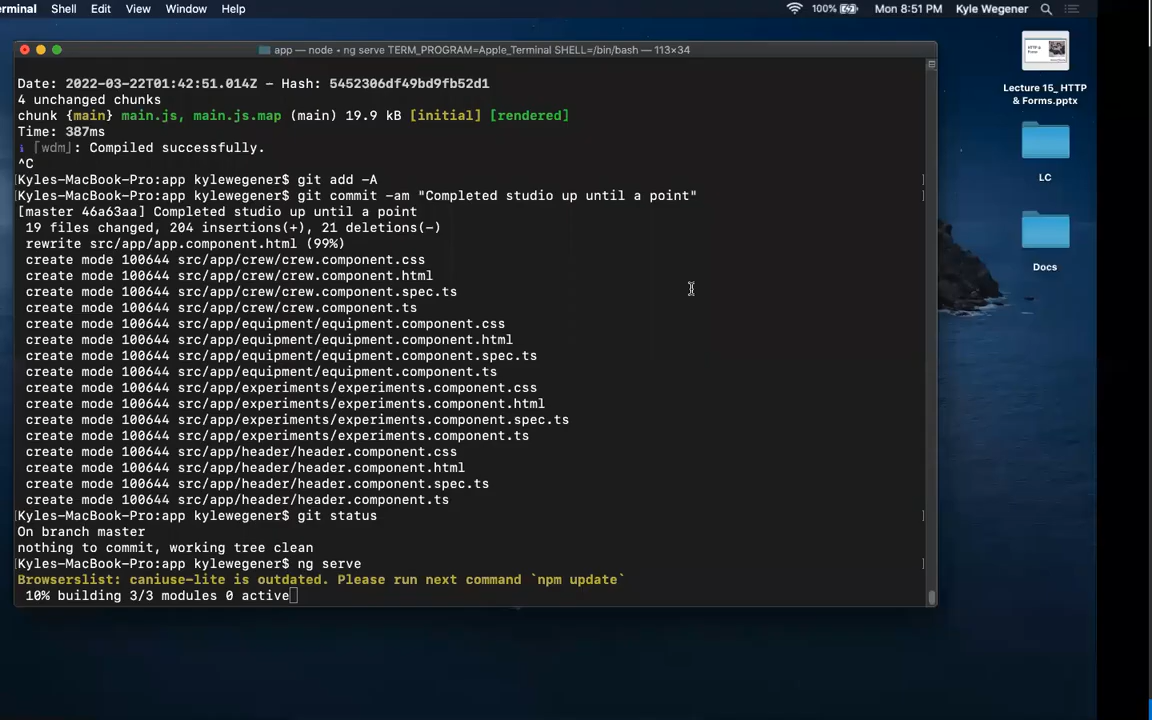 erminal Shell Edit View Window Help 100% Mon 8:51 PM Kyle Wegener
app — node • ng serve TERM_PROGRAM=Apple_Terminal SHELL=/bin/bash — 113×34
Date: 2022-03-22T01:42:51.014Z - Hash: 5452306df49bd9fb52d1
4 unchanged chunks
chunk {main} main.js, main.js.map (main) 19.9 kB [initial] [rendered]
Time: 387ms
ℹ ｢wdm｣: Compiled successfully.
^C
[Kyles-MacBook-Pro:app kylewegener$ git add -A ]
[Kyles-MacBook-Pro:app kylewegener$ git commit -am "Completed studio up until a point" ]
[master 46a63aa] Completed studio up until a point
19 files changed, 204 insertions(+), 21 deletions(-)
rewrite src/app/app.component.html (99%)
create mode 100644 src/app/crew/crew.component.css
create mode 100644 src/app/crew/crew.component.html
create mode 100644 src/app/crew/crew.component.spec.ts
create mode 100644 src/app/crew/crew.component.ts
create mode 100644 src/app/equipment/equipment.component.css
create mode 100644 src/app/equipment/equipment.component.html
create mode 100644 src/app/equipment/equipment.component.spec.ts
create mode 100644 src/app/equipment/equipment.component.ts
create mode 100644 src/app/experiments/experiments.component.css
create mode 100644 src/app/experiments/experiments.component.html
create mode 100644 src/app/experiments/experiments.component.spec.ts
create mode 100644 src/app/experiments/experiments.component.ts
create mode 100644 src/app/header/header.component.css
create mode 100644 src/app/header/header.component.html
create mode 100644 src/app/header/header.component.spec.ts
create mode 100644 src/app/header/header.component.ts
[Kyles-MacBook-Pro:app kylewegener$ git status ]
On branch master
nothing to commit, working tree clean
[Kyles-MacBook-Pro:app kylewegener$ ng serve ]
Browserslist: caniuse-lite is outdated. Please run next command `npm update`
10% building 3/3 modules 0 active
Lecture 15_ HTTP
& Forms.pptx
LC
Docs